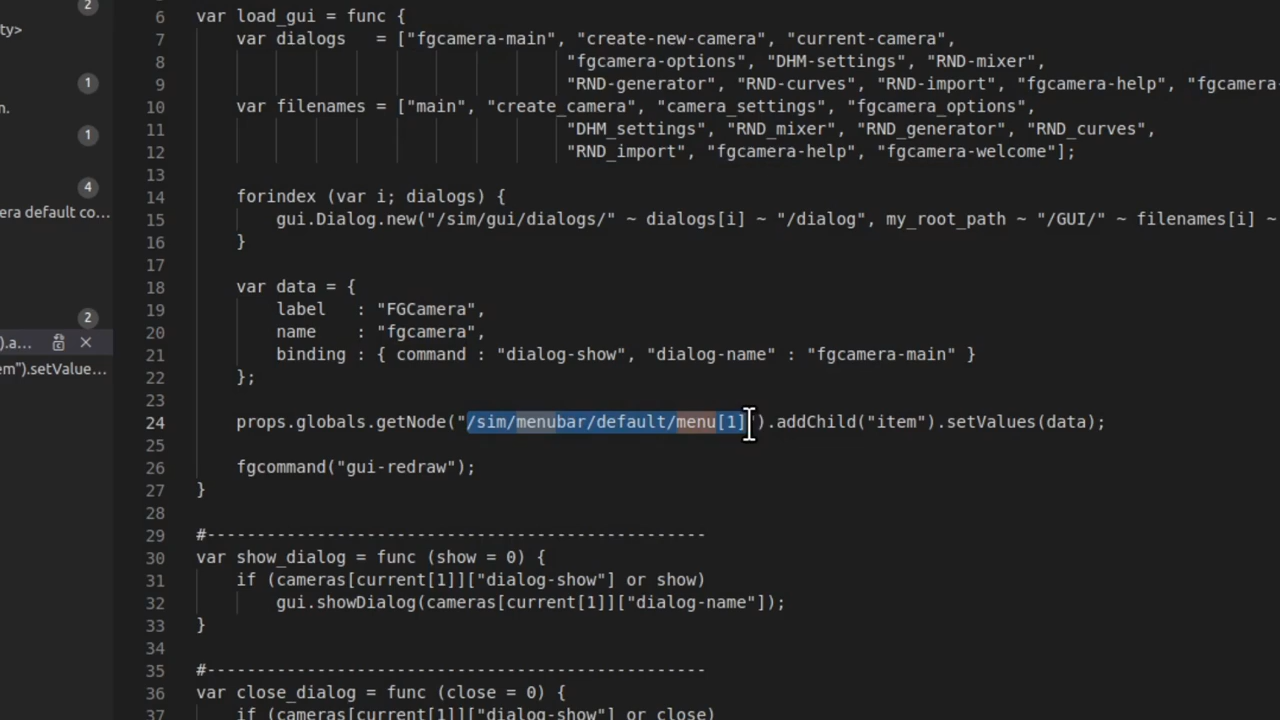 2
ty>
1
m.
1
4
era default co...
2
).a...
em").setValue...
6 var load_gui = func {
7 var dialogs   = ["fgcamera-main", "create-new-camera", "current-camera",
8 "fgcamera-options", "DHM-settings", "RND-mixer",
9 "RND-generator", "RND-curves", "RND-import", "fgcamera-help", "fgcamera-
10 var filenames = ["main", "create_camera", "camera_settings", "fgcamera_options",
11 "DHM_settings", "RND_mixer", "RND_generator", "RND_curves",
12 "RND_import", "fgcamera-help", "fgcamera-welcome"];
13
14 forindex (var i; dialogs) {
15 gui.Dialog.new("/sim/gui/dialogs/" ~ dialogs[i] ~ "/dialog", my_root_path ~ "/GUI/" ~ filenames[i] ~
16 }
17
18 var data = {
19 label   : "FGCamera",
20 name    : "fgcamera",
21 binding : { command : "dialog-show", "dialog-name" : "fgcamera-main" }
22 };
23
24 props.globals.getNode("/sim/menubar/default/menu[1]").addChild("item").setValues(data);
25
26 fgcommand("gui-redraw");
27 }
28
29 #-----------------------------------------------------
30 var show_dialog = func (show = 0) {
31 if (cameras[current[1]]["dialog-show"] or show)
32 gui.showDialog(cameras[current[1]]["dialog-name"]);
33 }
34
35 #-----------------------------------------------------
36 var close_dialog = func (close = 0) {
37 if (cameras[current[1]]["dialog-show"] or close)